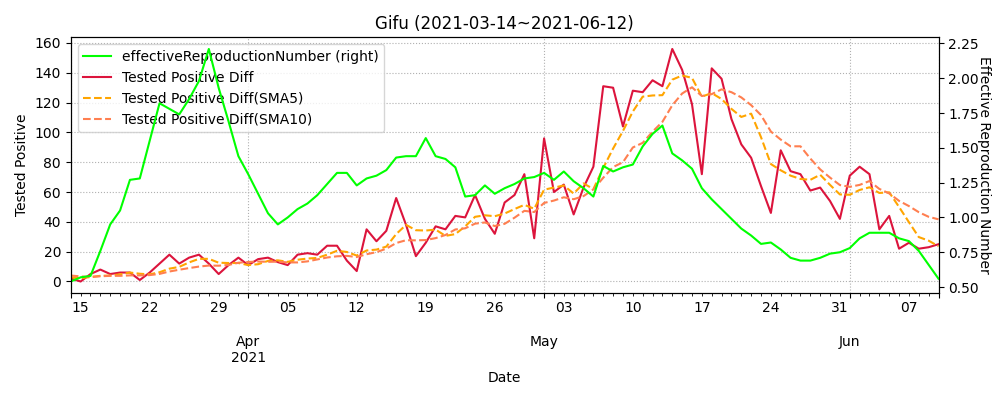 Gifu (2021-03-14~2021-06-12)
effectiveReproductionNumber (right)
Tested Positive Diff
Tested Positive Diff(SMA5)
Tested Positive Diff(SMA10)
Tested Positive
160
140
120
100
80
60
40
20
0
2.25
2.00
1.75
1.50
1.25
1.00
0.75
0.50
Effective Reproduction Number
15 22 29 05 12 19 26 03 10 17 24 31 07
Apr May Jun
2021
Date